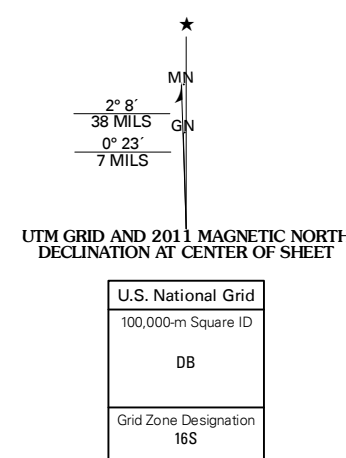 MN
2° 8´
38 MILS
GN
0° 23´
7 MILS
UTM GRID AND 2011 MAGNETIC NORTH
DECLINATION AT CENTER OF SHEET
U.S. National Grid
100,000-m Square ID
DB
Grid Zone Designation
16S